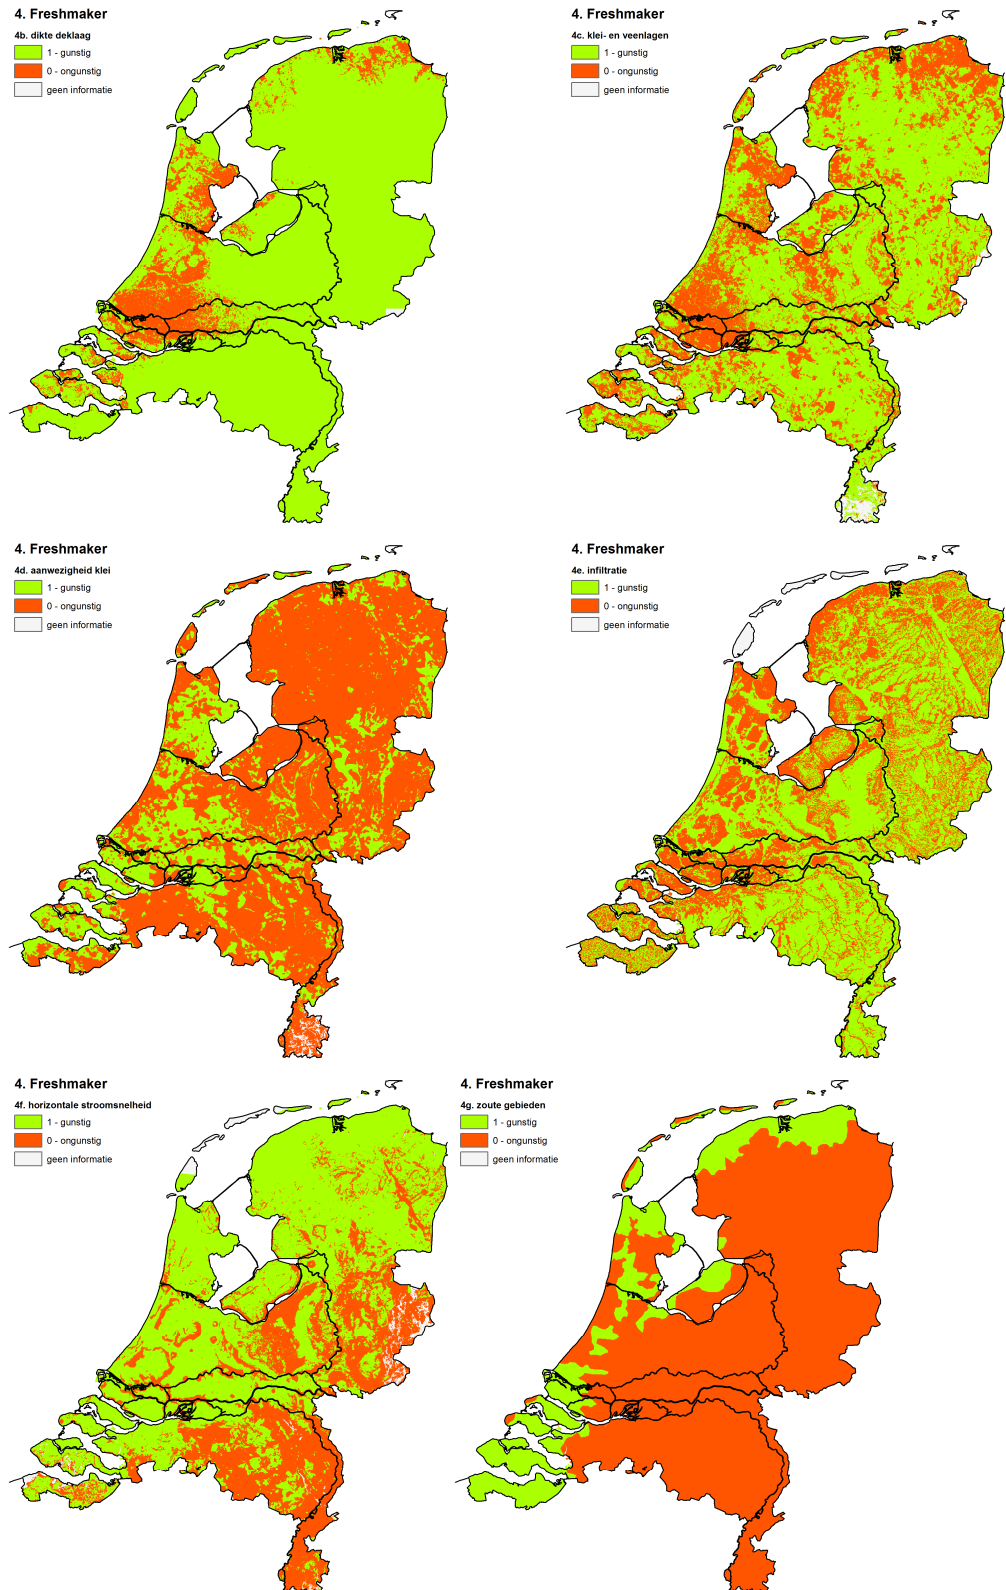 4. Freshmaker
4b. dikte deklaag
1 - gunstig
0 - ongunstig
geen informatie
4. Freshmaker
4c. klei- en veenlagen
1 - gunstig
0 - ongunstig
geen informatie
4. Freshmaker
4d. aanwezigheid klei
1 - gunstig
0 - ongunstig
geen informatie
4. Freshmaker
4e. infiltratie
1 - gunstig
0 - ongunstig
geen informatie
4. Freshmaker
4f. horizontale stroomsnelheid
1 - gunstig
0 - ongunstig
geen informatie
4. Freshmaker
4g. zoute gebieden
1 - gunstig
0 - ongunstig
geen informatie